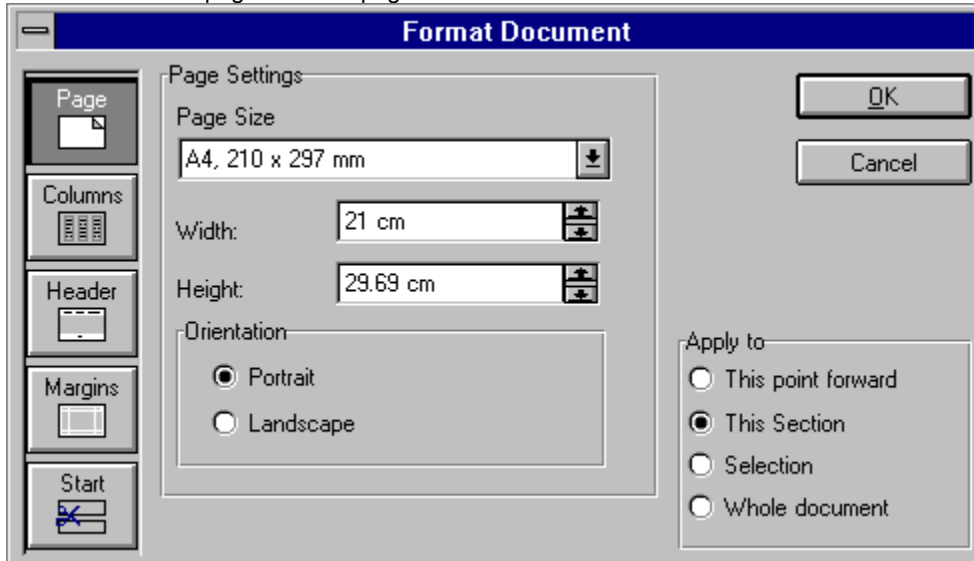 Format Document
Page
Columns
Header
Margins
Start
Page Settings
Page Size
A4, 210 x 297 mm
Width:
21 cm
Height:
29.69 cm
Orientation
Portrait
Landscape
OK
Cancel
Apply to
This point forward
This Section
Selection
Whole document